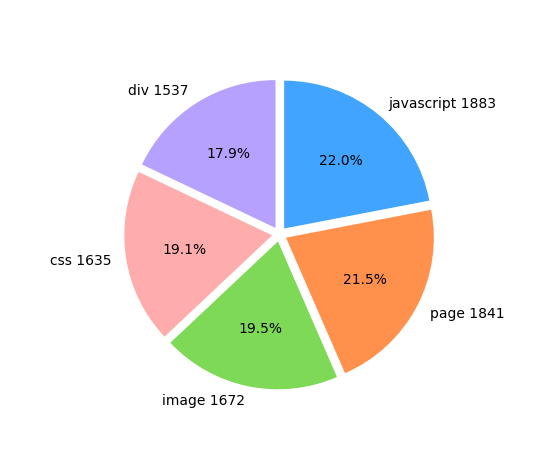 div 1537
javascript 1883
17.9%
22.0%
19.1%
css 1635
21.5%
page 1841
19.5%
image 1672